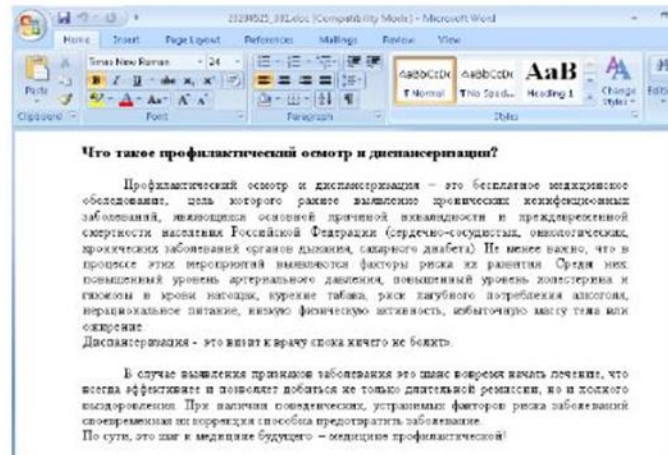 20230525_001.doc [Compatibility Mode] - Microsoft Word
Home Insert Page Layout References Mailings Review View
Times New Roman 24
AaBbCcDc AaBbCcDc AaB
Paste ¶ Normal ¶ No Spaci... Heading 1 Change Styles
Clipboard Font Paragraph Styles
Что такое профилактический осмотр и диспансеризация?
Профилактический осмотр и диспансеризация – это бесплатное медицинское
обследование, цель которого раннее выявление хронических неинфекционных
заболеваний, являющихся основной причиной инвалидности и преждевременной
смертности населения Российской Федерации (сердечно-сосудистых, онкологических,
хронических заболеваний органов дыхания, сахарного диабета). Не менее важно, что в
процессе этих мероприятий выявляются факторы риска их развития. Среди них:
повышенный уровень артериального давления, повышенный уровень холестерина и
глюкозы в крови натощак, курение табака, риск пагубного потребления алкоголя,
нерациональное питание, низкую физическую активность, избыточную массу тела или
ожирение.
Диспансеризация - это визит к врачу «пока ничего не болит».
В случае выявления признаков заболевания это шанс вовремя начать лечение, что
всегда эффективнее и позволяет добиться не только длительной ремиссии, но и полного
выздоровления. При наличии поведенческих, устранимых факторов риска заболеваний
своевременная их коррекция способна предотвратить заболевание.
По сути, это шаг к медицине будущего – медицине профилактической!